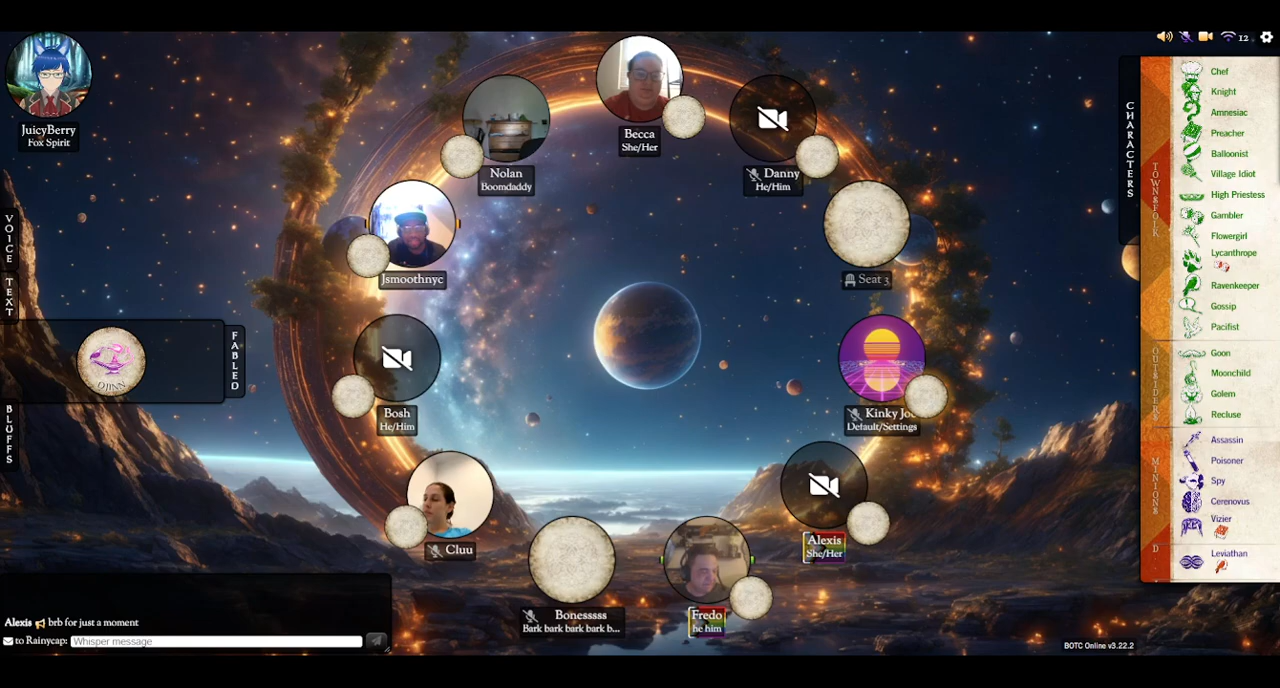 JuicyBerry
Fox Spirit
12
Becca
She/Her
Nolan
Boomdaddy
Danny
He/Him
Jsmoothnyc
Seat 3
Bosh
He/Him
Kinky Jo
Default/Settings
Cluu
Alexis
She/Her
Bonesssss
Bark bark bark bark b...
Fredo
he him
VOICE
TEXT
FABLED
DJINN
BLUFFS
Alexis brb for just a moment
to Rainycap: Whisper message
BOTC Online v3.22.2
CHARACTERS
TOWNSFOLK
Chef
Knight
Amnesiac
Preacher
Balloonist
Village Idiot
High Priestess
Gambler
Flowergirl
Lycanthrope
Ravenkeeper
Gossip
Pacifist
OUTSIDERS
Goon
Moonchild
Golem
Recluse
MINIONS
Assassin
Poisoner
Spy
Cerenovus
Vizier
D
Leviathan